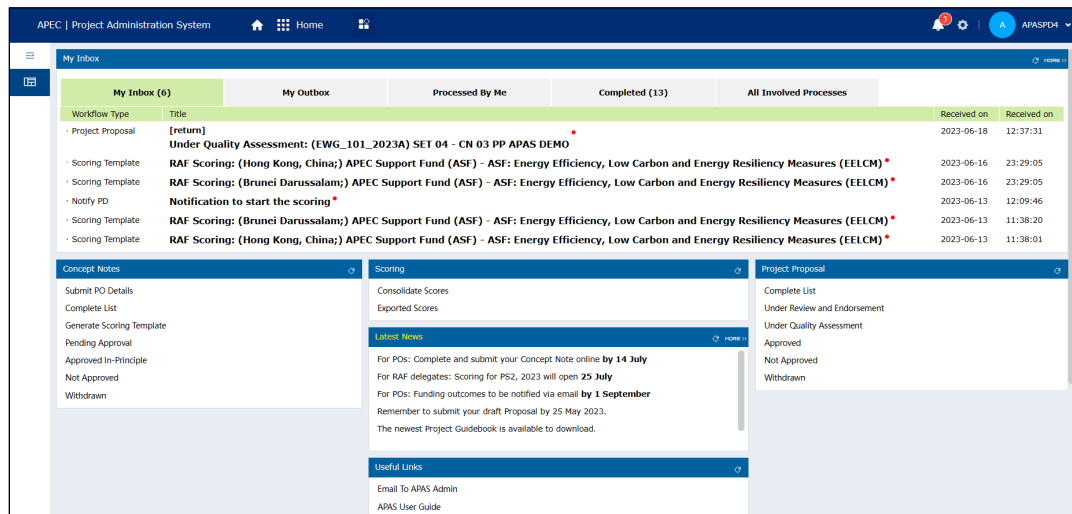 APEC | Project Administration System Home 3 A APASPD4
My Inbox MORE >>
My Inbox (6) My Outbox Processed By Me Completed (13) All Involved Processes
Workflow Type Title Received on Received on
Project Proposal [return] 2023-06-18 12:37:31
Under Quality Assessment: (EWG_101_2023A) SET 04 - CN 03 PP APAS DEMO
Scoring Template RAF Scoring: (Hong Kong, China;) APEC Support Fund (ASF) - ASF: Energy Efficiency, Low Carbon and Energy Resiliency Measures (EELCM) 2023-06-16 23:29:05
Scoring Template RAF Scoring: (Brunei Darussalam;) APEC Support Fund (ASF) - ASF: Energy Efficiency, Low Carbon and Energy Resiliency Measures (EELCM) 2023-06-16 23:29:05
Notify PD Notification to start the scoring 2023-06-13 12:09:46
Scoring Template RAF Scoring: (Brunei Darussalam;) APEC Support Fund (ASF) - ASF: Energy Efficiency, Low Carbon and Energy Resiliency Measures (EELCM) 2023-06-13 11:38:20
Scoring Template RAF Scoring: (Hong Kong, China;) APEC Support Fund (ASF) - ASF: Energy Efficiency, Low Carbon and Energy Resiliency Measures (EELCM) 2023-06-13 11:38:01
Concept Notes
Submit PO Details
Complete List
Generate Scoring Template
Pending Approval
Approved In-Principle
Not Approved
Withdrawn
Scoring
Consolidate Scores
Exported Scores
Latest News MORE >>
For POs: Complete and submit your Concept Note online by 14 July
For RAF delegates: Scoring for PS2, 2023 will open 25 July
For POs: Funding outcomes to be notified via email by 1 September
Remember to submit your draft Proposal by 25 May 2023.
The newest Project Guidebook is available to download.
Useful Links
Email To APAS Admin
APAS User Guide
Project Proposal
Complete List
Under Review and Endorsement
Under Quality Assessment
Approved
Not Approved
Withdrawn